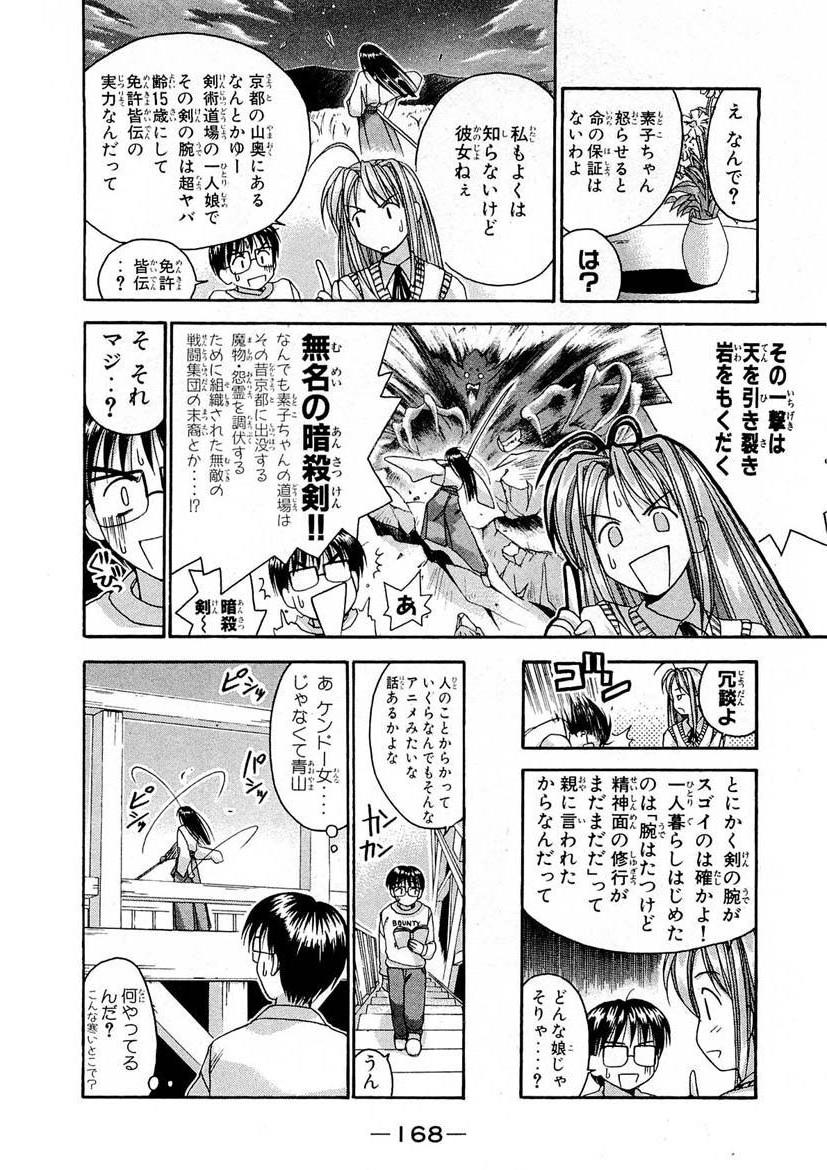 え なんで?
素子ちゃん
怒らせると
命の保証は
ないわよ
は?
私もよくは
知らないけど
彼女ねぇ
京都の山奥にある
なんとかゆー
剣術道場の一人娘で
その剣の腕は超ヤバ
齢15歳にして
免許皆伝の
実力なんだって
免許
皆伝
・・?
その一撃は
天を引き裂き
岩をもくだく
無名の暗殺剣!!
なんでも素子ちゃんの道場は
その昔京都に出没する
魔物・怨霊を調伏する
ために組織された無敵の
戦闘集団の末裔とか・・・・!?
あ
暗殺
剣〜
そ それ
マジ・・?
ぐびっ
冗談よ
ゴン
とにかく剣の腕が
スゴイのは確かよ!
一人暮らしはじめた
のは「腕はたつけど
精神面の修行が
まだまだだ」って
親に言われた
からなんだって
どんな娘じゃ
そりゃ・・・・?
人のことからかって
いくらなんでもそんな
アニメみたいな
話あるかよな
カン
カン
BOUNTY
うん
あ ケンドー女・・・・
じゃなくて青山
ピシッ
ピシッ
何やってる
んだ?
こんな寒いとこで?
—168—